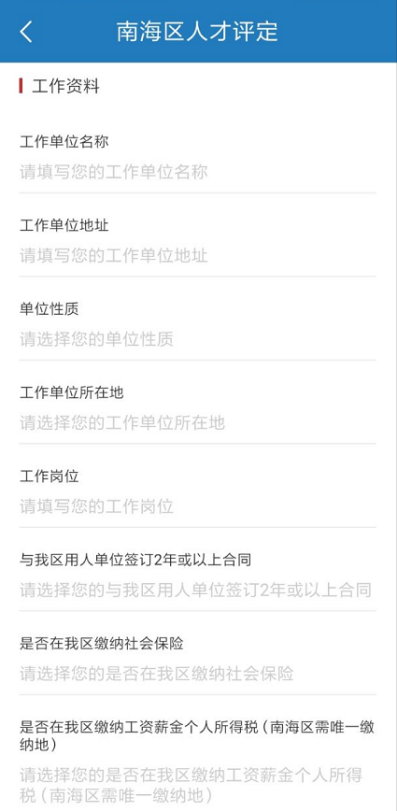 南海区人才评定
工作资料
工作单位名称
请填写您的工作单位名称
工作单位地址
请填写您的工作单位地址
单位性质
请选择您的单位性质
工作单位所在地
请选择您的工作单位所在地
工作岗位
请填写您的工作岗位
与我区用人单位签订2年或以上合同
请选择您的与我区用人单位签订2年或以上合同
是否在我区缴纳社会保险
请选择您的是否在我区缴纳社会保险
是否在我区缴纳工资薪金个人所得税(南海区需唯一缴
纳地)
请选择您的是否在我区缴纳工资薪金个人所得
税(南海区需唯一缴纳地)